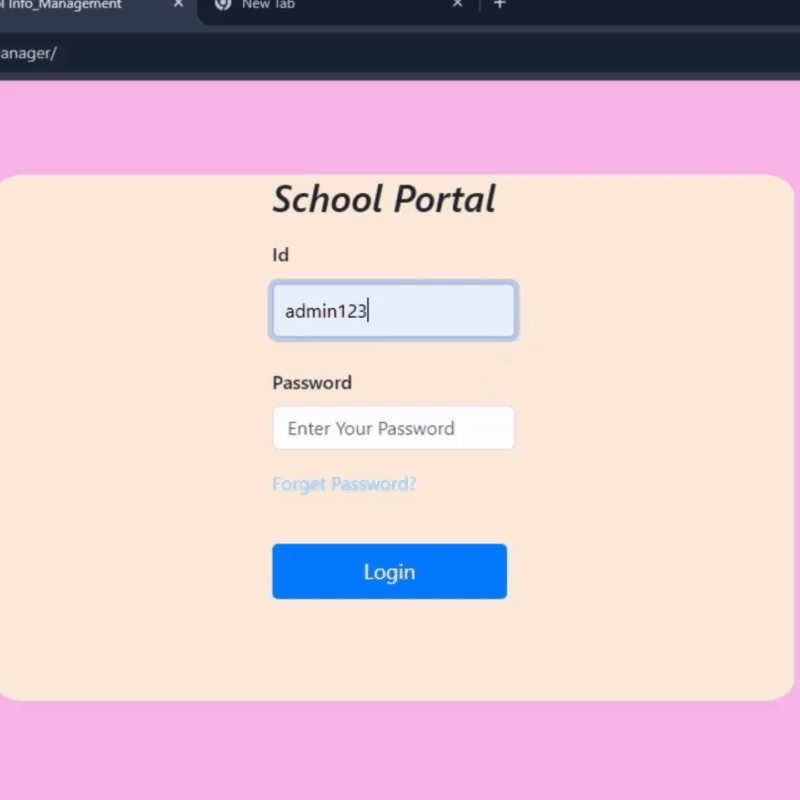 Info_Management
New Tab
anager/
School Portal
Id
admin123
Password
Enter Your Password
Forget Password?
Login